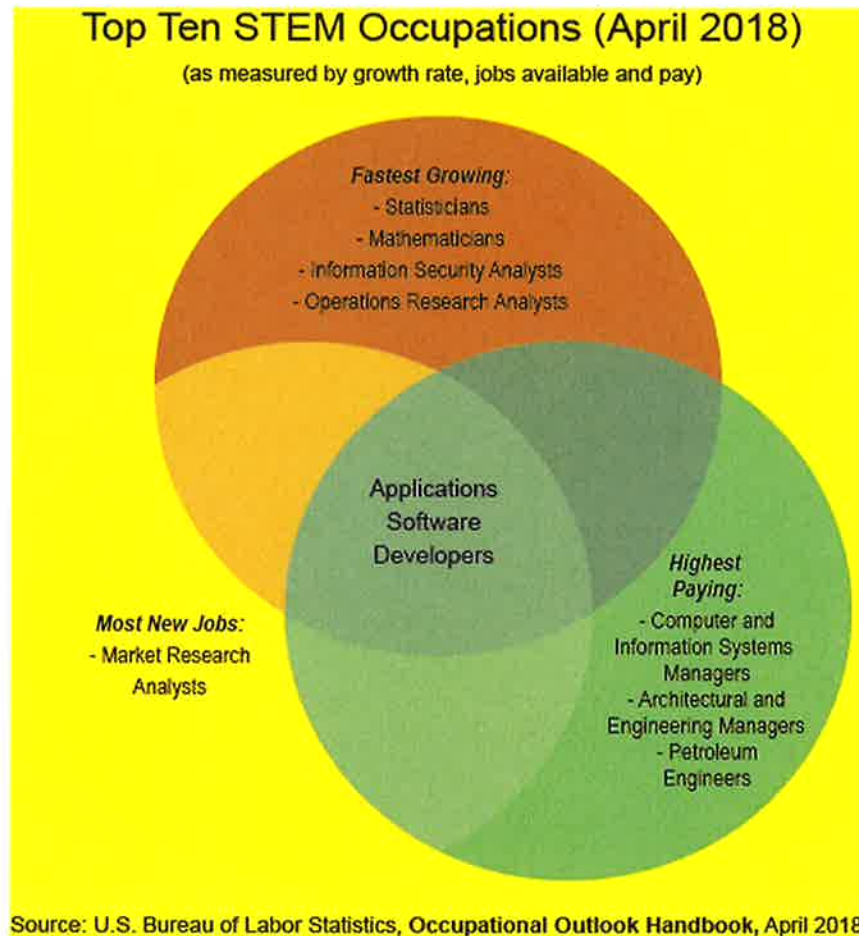 Top Ten STEM Occupations (April 2018)
(as measured by growth rate, jobs available and pay)
Fastest Growing:
- Statisticians
- Mathematicians
- Information Security Analysts
- Operations Research Analysts
Applications
Software
Developers
Most New Jobs:
- Market Research
Analysts
Highest
Paying:
- Computer and
Information Systems
Managers
- Architectural and
Engineering Managers
- Petroleum
Engineers
Source: U.S. Bureau of Labor Statistics, Occupational Outlook Handbook, April 2018